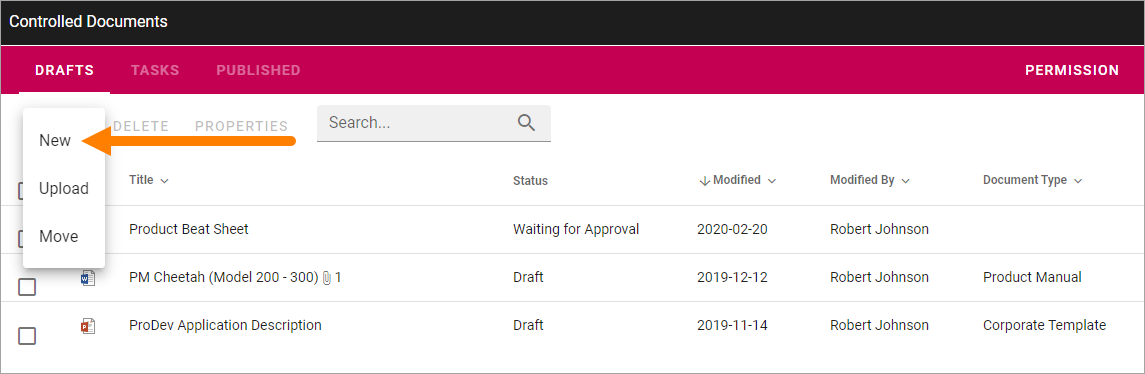 Controlled Documents
DRAFTS TASKS PUBLISHED PERMISSION
DELETE PROPERTIES Search...
New
Upload
Move
Title Status Modified Modified By Document Type
Product Beat Sheet Waiting for Approval 2020-02-20 Robert Johnson
PM Cheetah (Model 200 - 300) 1 Draft 2019-12-12 Robert Johnson Product Manual
ProDev Application Description Draft 2019-11-14 Robert Johnson Corporate Template